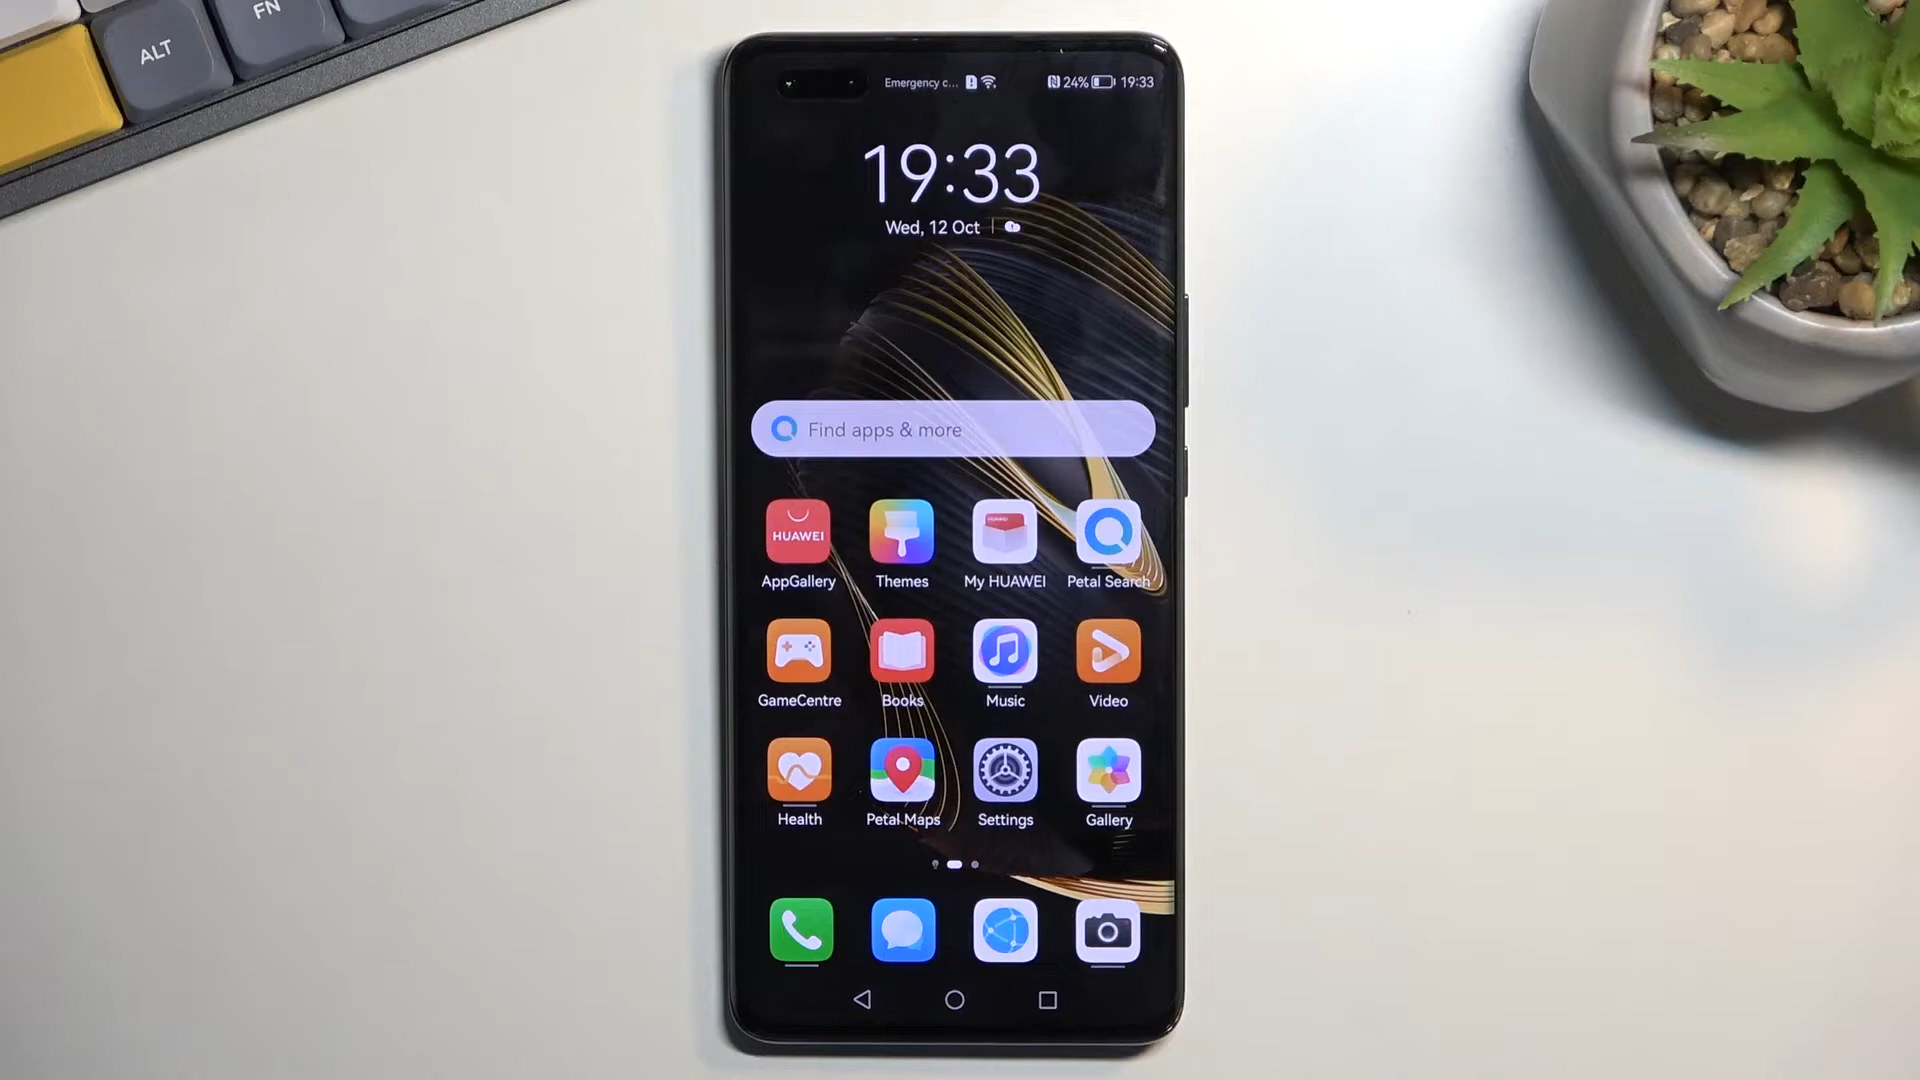 FN
ALT
Emergency c... 24% 19:33
19:33
Wed, 12 Oct
Find apps & more
HUAWEI HUAWEI
AppGallery Themes My HUAWEI Petal Search
GameCentre Books Music Video
Health Petal Maps Settings Gallery